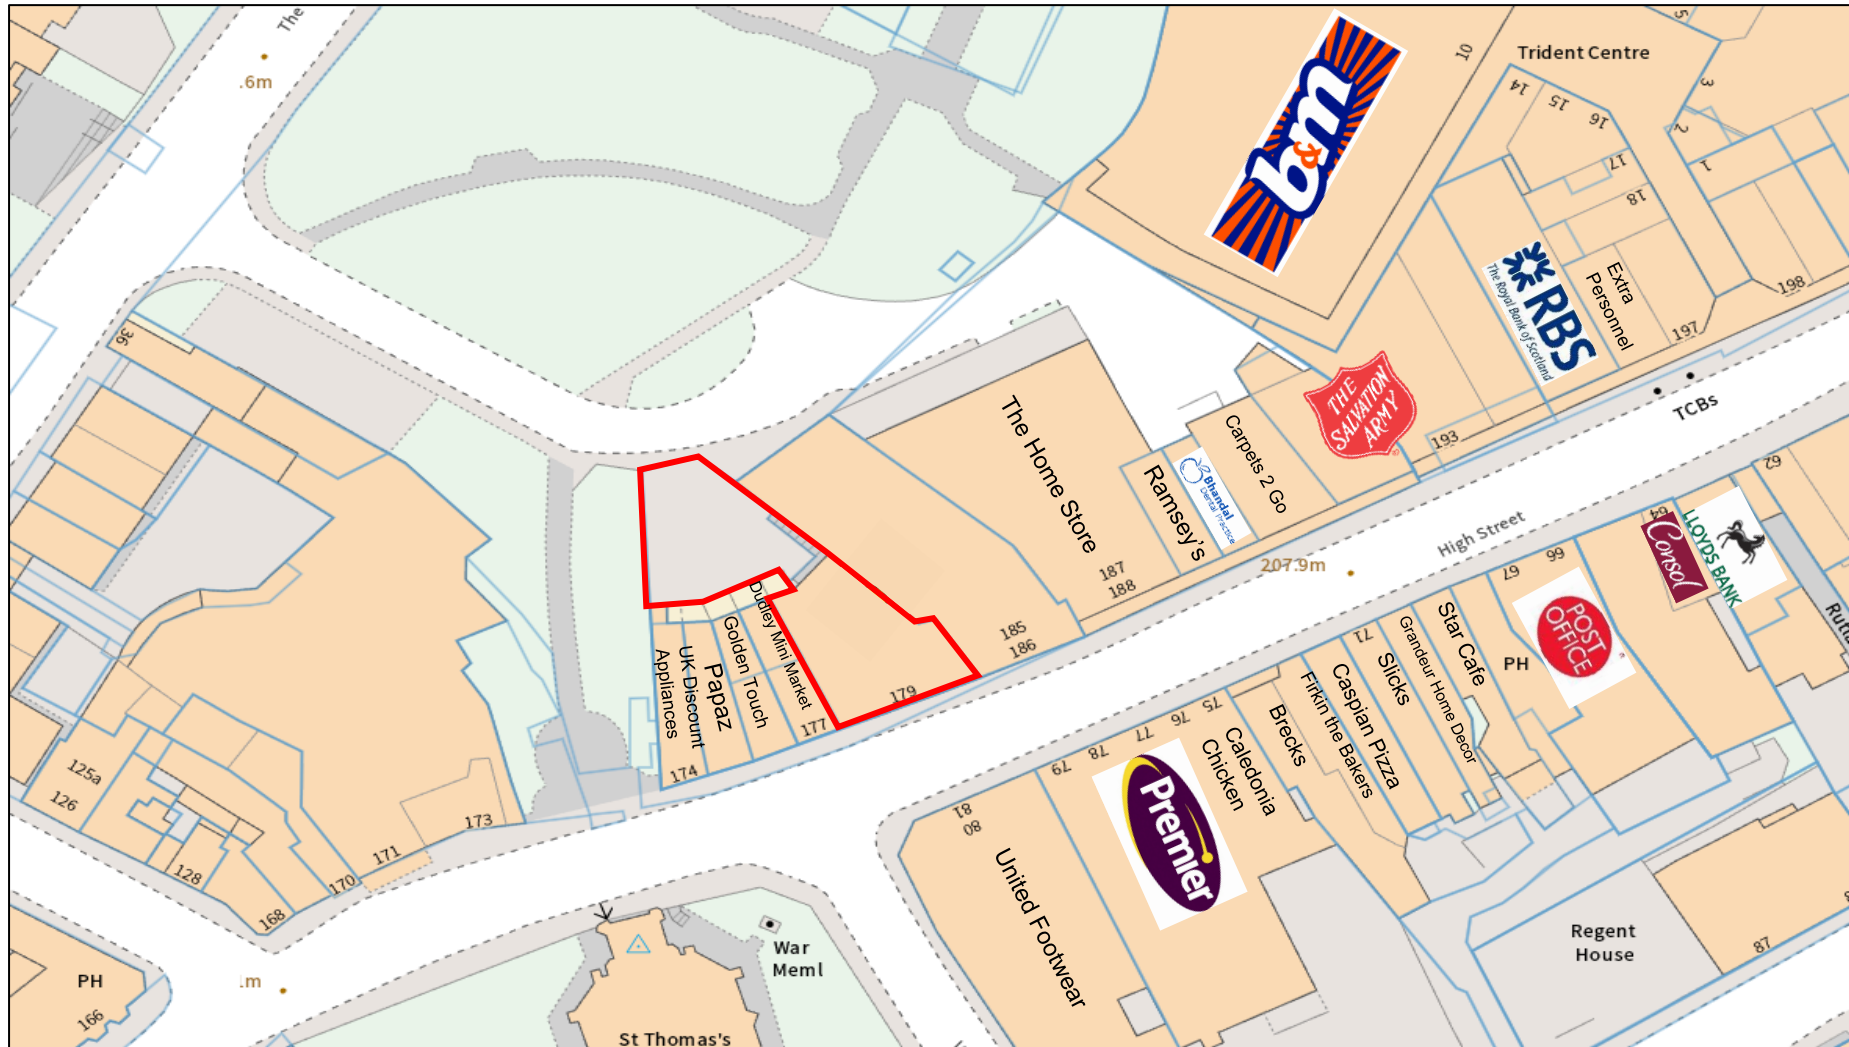 The
.6m
10
Trident Centre
5
3
2
1
14
15
16
17
18
b&m
The Royal Bank of Scotland
RBS
Extra
Personnel
198
197
36
THE
SALVATION
ARMY
TCBs
193
Carpets 2 Go
Bhandal
Dental Practice
Ramsey's
The Home Store
187
188
207.9m
High Street
62
64
Consol
LLOYDS BANK
66
67
POST
OFFICE
PH
Star Cafe
Grandeur Home Decor
71
Slicks
Caspian Pizza
Firkin the Bakers
Brecks
75
76
77
78
79
Caledonia
Chicken
Premier
81
80
United Footwear
185
186
179
177
Dudley Mini Market
Golden Touch
Papaz
UK Discount
Appliances
174
173
171
170
168
128
125a
126
PH
166
War
Meml
St Thomas's
Regent
House
87